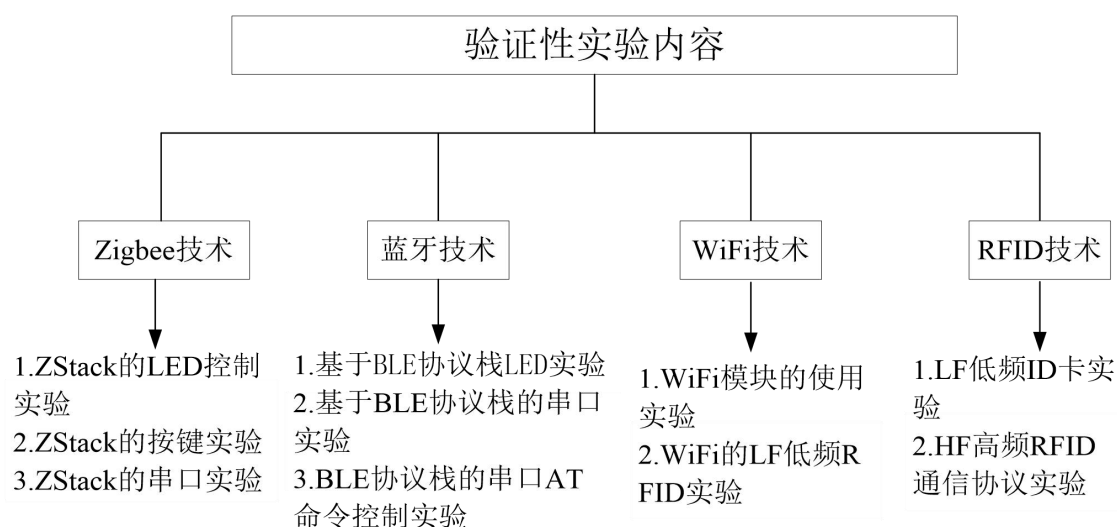 验证性实验内容
Zigbee技术
蓝牙技术
WiFi技术
RFID技术
1.ZStack的LED控制
实验
2.ZStack的按键实验
3.ZStack的串口实验
1.基于BLE协议栈LED实验
2.基于BLE协议栈的串口
实验
3.BLE协议栈的串口AT
命令控制实验
1.WiFi模块的使用
实验
2.WiFi的LF低频R
FID实验
1.LF低频ID卡实
验
2.HF高频RFID
通信协议实验